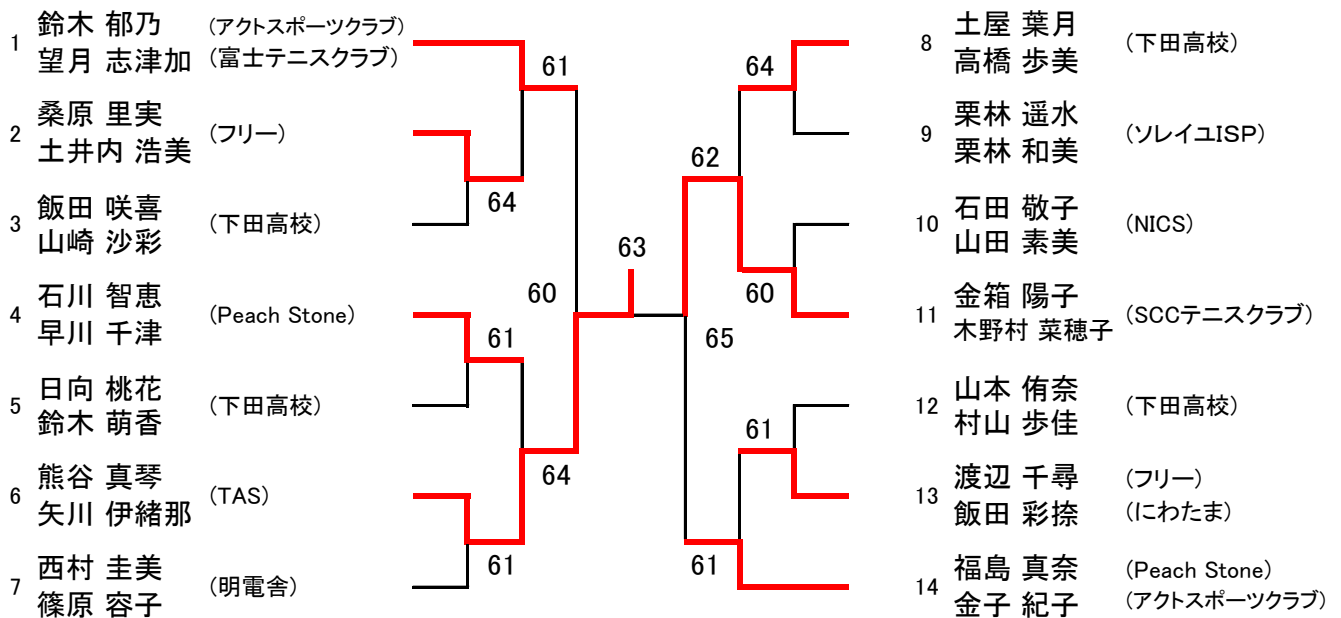 1
鈴木 郁乃 (アクトスポーツクラブ)
望月 志津加 (富士テニスクラブ)
2
桑原 里実
土井内 浩美
(フリー)
3
飯田 咲喜
山崎 沙彩
(下田高校)
4
石川 智恵
早川 千津
(Peach Stone)
5
日向 桃花
鈴木 萌香
(下田高校)
6
熊谷 真琴
矢川 伊緒那
(TAS)
7
西村 圭美
篠原 容子
(明電舎)
61
64
61
61
64
60
63
65
62
64
60
61
61
8
土屋 葉月
高橋 歩美
(下田高校)
9
栗林 遥水
栗林 和美
(ソレイユISP)
10
石田 敬子
山田 素美
(NICS)
11
金箱 陽子
木野村 菜穂子
(SCCテニスクラブ)
12
山本 侑奈
村山 歩佳
(下田高校)
13
渡辺 千尋 (フリー)
飯田 彩捺 (にわたま)
14
福島 真奈 (Peach Stone)
金子 紀子 (アクトスポーツクラブ)